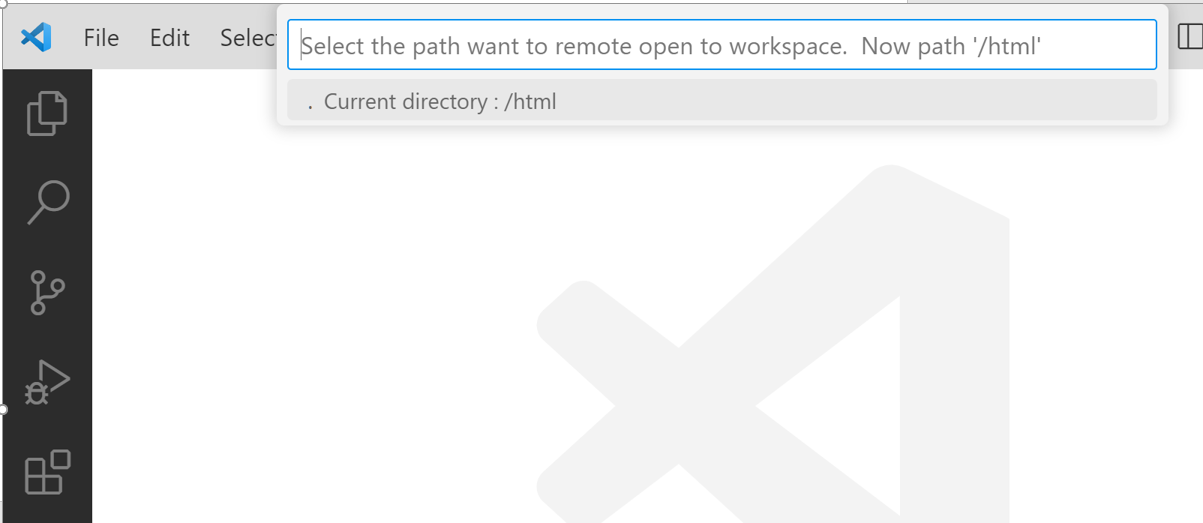 File Edit Selec
Select the path want to remote open to workspace.  Now path '/html'
. Current directory : /html